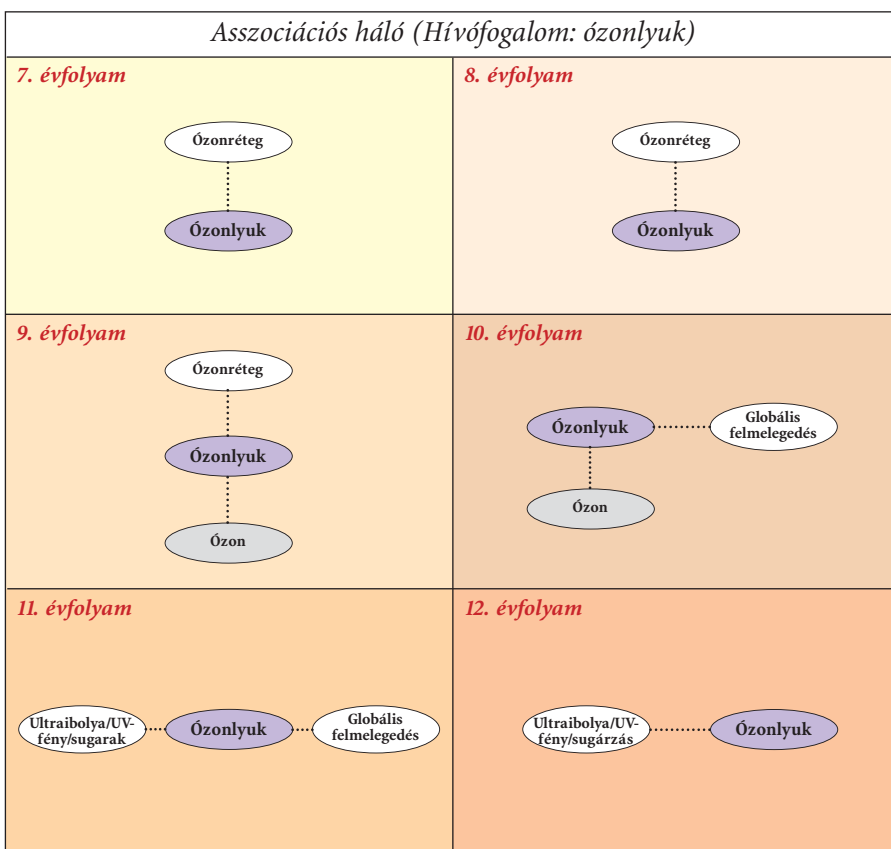 Asszociációs háló (Hívófogalom: ózonlyuk)
7. évfolyam
Ózonréteg
Ózonlyuk
8. évfolyam
Ózonréteg
Ózonlyuk
9. évfolyam
Ózonréteg
Ózonlyuk
Ózon
10. évfolyam
Ózonlyuk
Globális
felmelegedés
Ózon
11. évfolyam
Ultraibolya/UV-
fény/sugarak
Ózonlyuk
Globális
felmelegedés
12. évfolyam
Ultraibolya/UV-
fény/sugárzás
Ózonlyuk